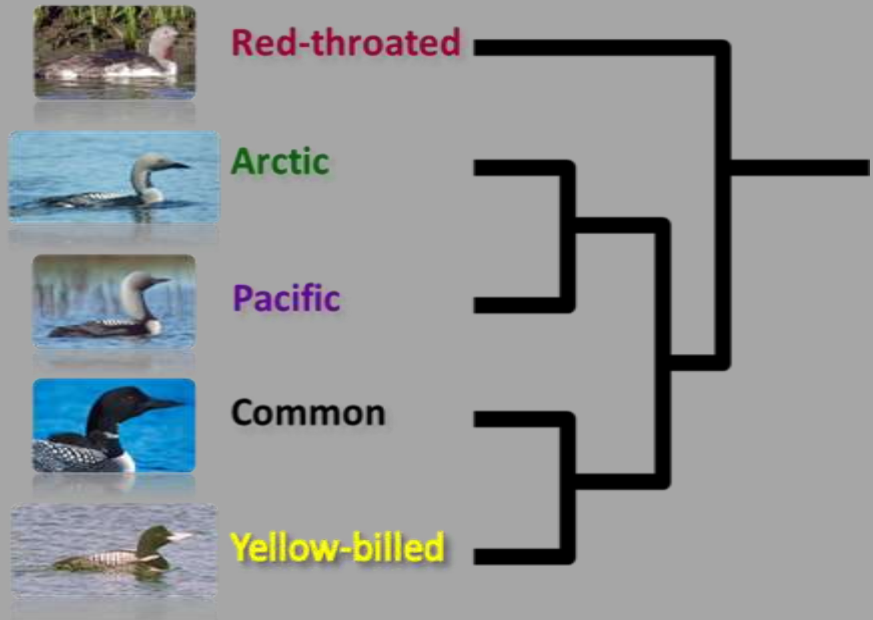 Red-throated
Arctic
Pacific
Common
Yellow-billed